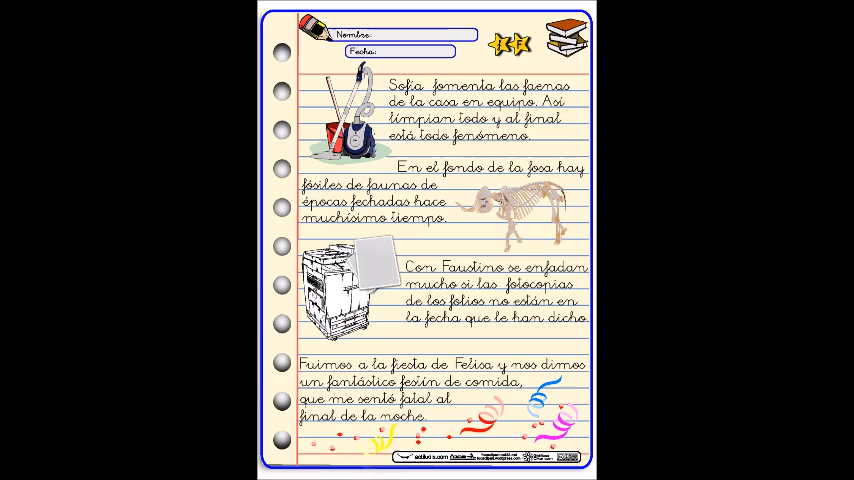 Nombre:
Fecha:
Sofía fomenta las faenas
de la casa en equipo. Así
limpian todo y al final
está todo fenómeno.
En el fondo de la fosa hay
fósiles de faunas de
épocas fechadas hace
muchísimo tiempo.
Con Faustino se enfadan
mucho si las fotocopias
de los folios no están en
la fecha que le han dicho.
Fuimos a la fiesta de Felisa y nos dimos
un fantástico festín de comida,
que me sentó fatal al
final de la noche.